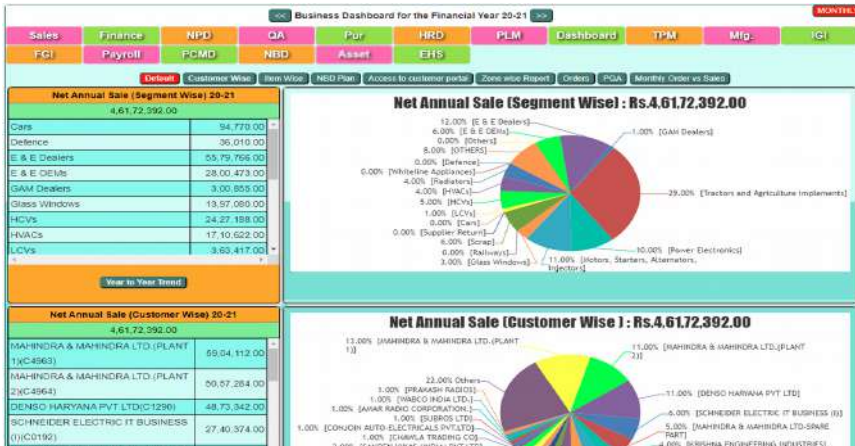 << Business Dashboard for the Financial Year 20-21 >>
MONTHLY
Sales Finance NPD QA Pur HRD PLM Dashboard TPM Mfg. IGI
FGI Payroll PCMD NBD Asset EHS
Default Customer Wise Item Wise NBD Plan Access to customer portal Zone wise Report Orders PQA Monthly Order vs Sales
Net Annual Sale (Segment Wise) 20-21
4,61,72,392.00
Cars 94,770.00
Defence 36,010.00
E & E Dealers 55,79,766.00
E & E OEMs 28,00,473.00
GAM Dealers 3,00,855.00
Glass Windows 13,97,080.00
HCVs 24,27,198.00
HVACs 17,10,622.00
LCVs 3,63,417.00
Year to Year Trend
Net Annual Sale (Segment Wise) : Rs.4,61,72,392.00
12.00% [E & E Dealers]
6.00% [E & E OEMs]
0.00% [Others]
8.00% [OTHERS]
0.00% [Defence]
0.00% [Whiteline Appliances]
4.00% [Radiators]
4.00% [HVACs]
5.00% [HCVs]
1.00% [LCVs]
0.00% [Cars]
0.00% [Supplier Return]
6.00% [Scrap]
0.00% [Railways]
3.00% [Glass Windows]
1.00% [GAM Dealers]
29.00% [Tractors and Agriculture Implements]
10.00% [Power Electronics]
11.00% [Motors, Starters, Alternators,
Injectors]
Net Annual Sale (Customer Wise) 20-21
4,61,72,392.00
MAHINDRA & MAHINDRA LTD.(PLANT
1)(C4963) 59,04,112.00
MAHINDRA & MAHINDRA LTD.(PLANT
2)(C4964) 50,57,284.00
DENSO HARYANA PVT LTD(C1290) 48,73,342.00
SCHNEIDER ELECTRIC IT BUSINESS
(I)(C0192) 27,40,374.00
Net Annual Sale (Customer Wise ) : Rs.4,61,72,392.00
13.00% [MAHINDRA & MAHINDRA LTD.(PLANT
1)]
22.00% Others
1.00% [PRAKASH RADIOS]
1.00% [WABCO INDIA LTD.]
1.00% [AMAR RADIO CORPORATION.]
1.00% [SUBROS LTD]
1.00% [CONJOIN AUTO-ELECTRICALS PVT.LTD]
1.00% [CHAWLA TRADING CO]
11.00% [MAHINDRA & MAHINDRA LTD.(PLANT
2)]
11.00% [DENSO HARYANA PVT LTD]
6.00% [SCHNEIDER ELECTRIC IT BUSINESS (I)]
5.00% [MAHINDRA & MAHINDRA LTD-SPARE
PART]
4.00% [KRISHNA ENGINEERING INDUSTRIES]